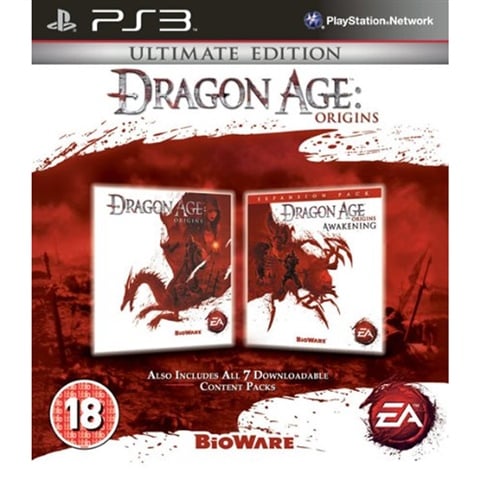 PS3
PlayStation®Network
ULTIMATE EDITION
DRAGON AGE:
ORIGINS
DRAGON AGE:
ORIGINS
BIOWARE
EA
EXPANSION PACK
DRAGON AGE
ORIGINS
AWAKENING
BIOWARE
EA
ALSO INCLUDES ALL 7 DOWNLOADABLE
CONTENT PACKS
18
BIOWARE™
EA